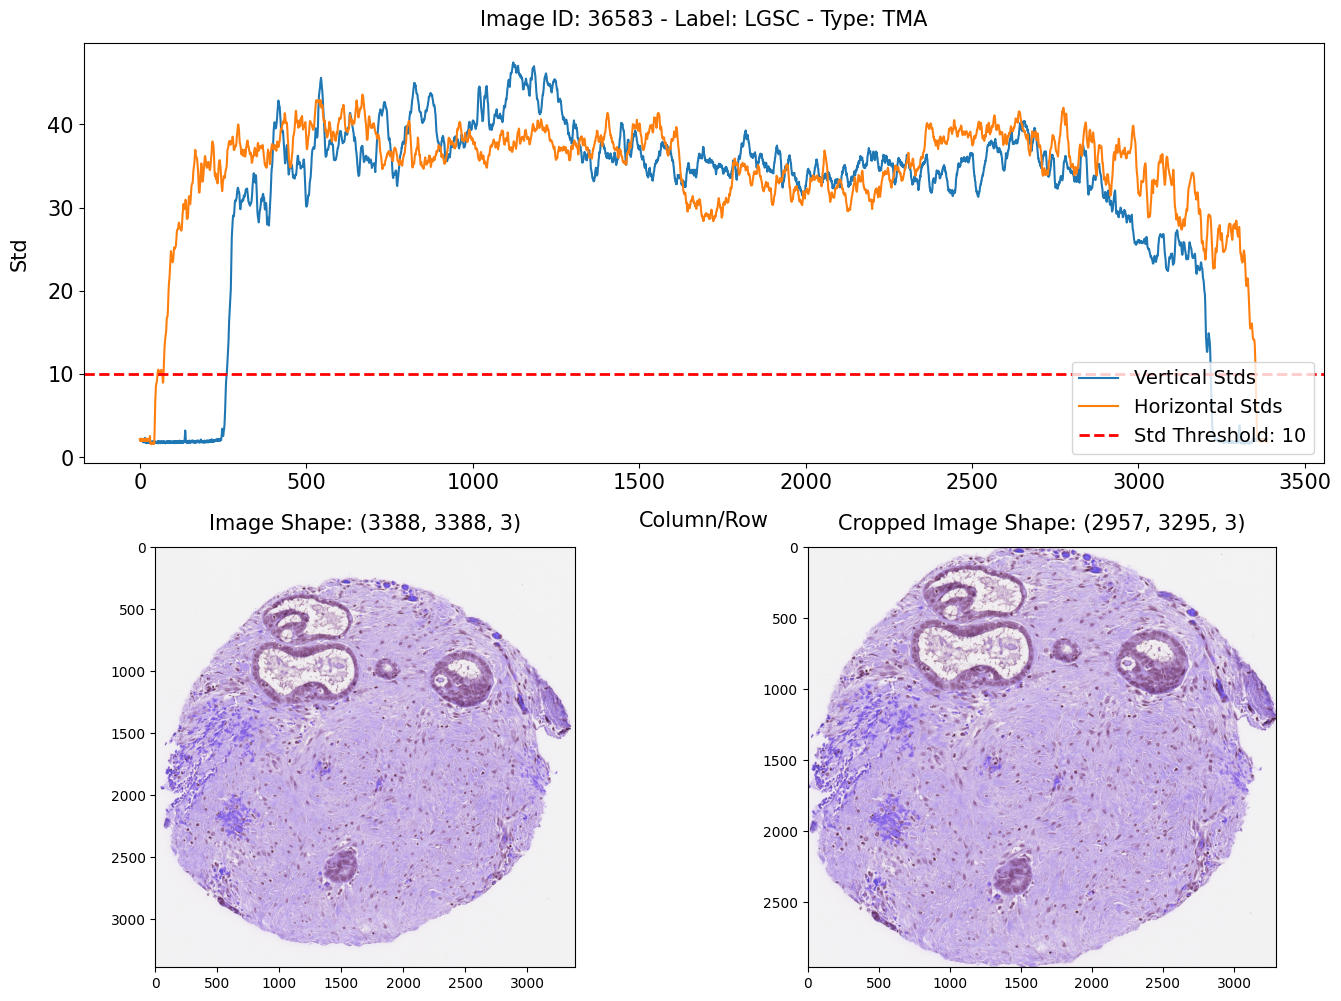 Image ID: 36583 - Label: LGSC - Type: TMA
Std
40
30
20
10
0
Vertical Stds
Horizontal Stds
Std Threshold: 10
0 500 1000 1500 2000 2500 3000 3500
Column/Row
Image Shape: (3388, 3388, 3)
0
500
1000
1500
2000
2500
3000
0 500 1000 1500 2000 2500 3000
Cropped Image Shape: (2957, 3295, 3)
0
500
1000
1500
2000
2500
0 500 1000 1500 2000 2500 3000